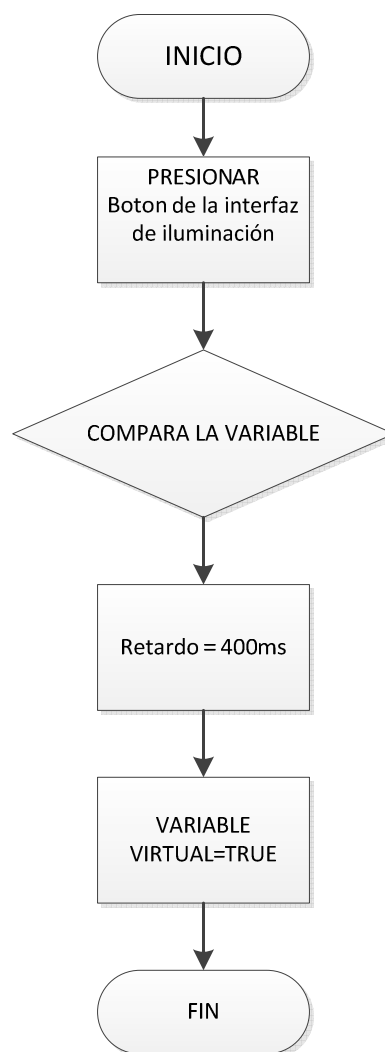 INICIO
PRESIONAR
Boton de la interfaz
de iluminación
COMPARA LA VARIABLE
Retardo = 400ms
VARIABLE
VIRTUAL=TRUE
FIN